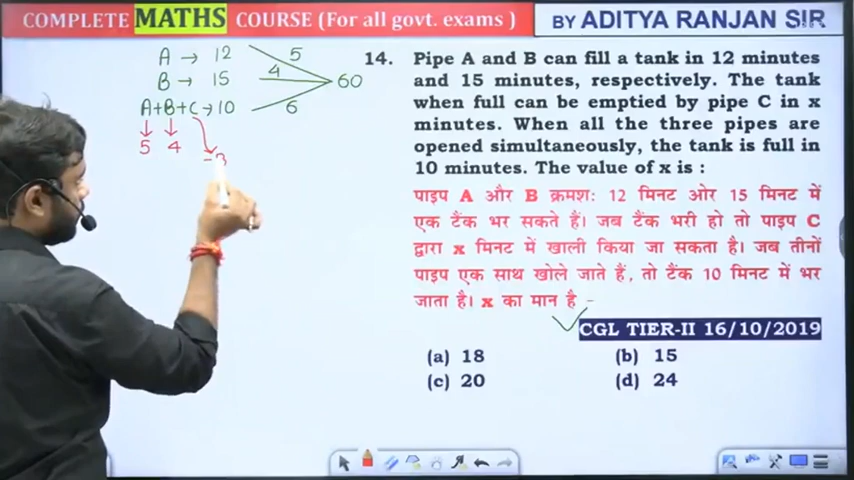 COMPLETE MATHS COURSE (For all govt. exams)
BY ADITYA RANJAN SIR
A → 12
B → 15
A+B+C → 10
5
4
6
60
5 4
14. Pipe A and B can fill a tank in 12 minutes
and 15 minutes, respectively. The tank
when full can be emptied by pipe C in x
minutes. When all the three pipes are
opened simultaneously, the tank is full in
10 minutes. The value of x is :
पाइप A और B क्रमशः 12 मिनट ओर 15 मिनट में
एक टैंक भर सकते हैं। जब टैंक भरी हो तो पाइप C
द्वारा x मिनट में खाली किया जा सकता है। जब तीनों
पाइप एक साथ खोले जाते हैं, तो टैंक 10 मिनट में भर
जाता है। x का मान है -
CGL TIER-II 16/10/2019
(a) 18 (b) 15
(c) 20 (d) 24